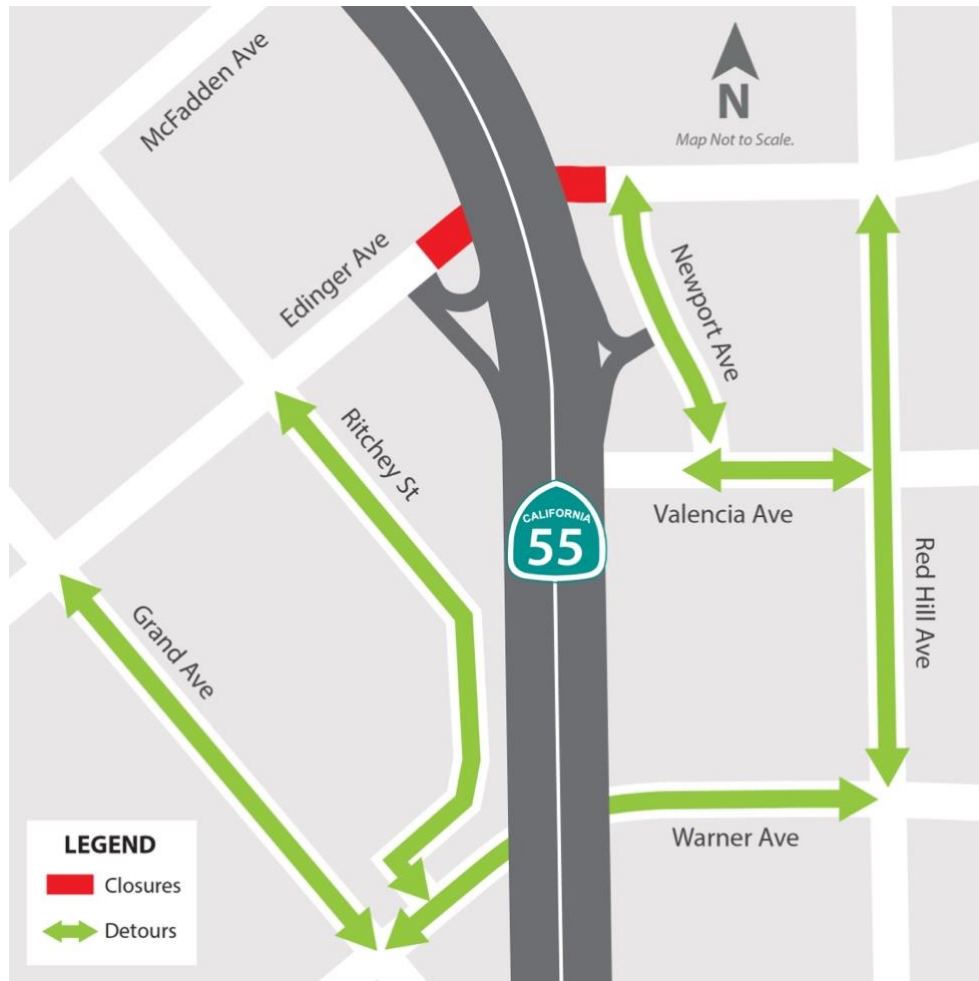 McFadden Ave
N
Map Not to Scale.
Edinger Ave
Newport Ave
Ritchey St
CALIFORNIA
55
Valencia Ave
Red Hill Ave
Grand Ave
Warner Ave
LEGEND
Closures
Detours